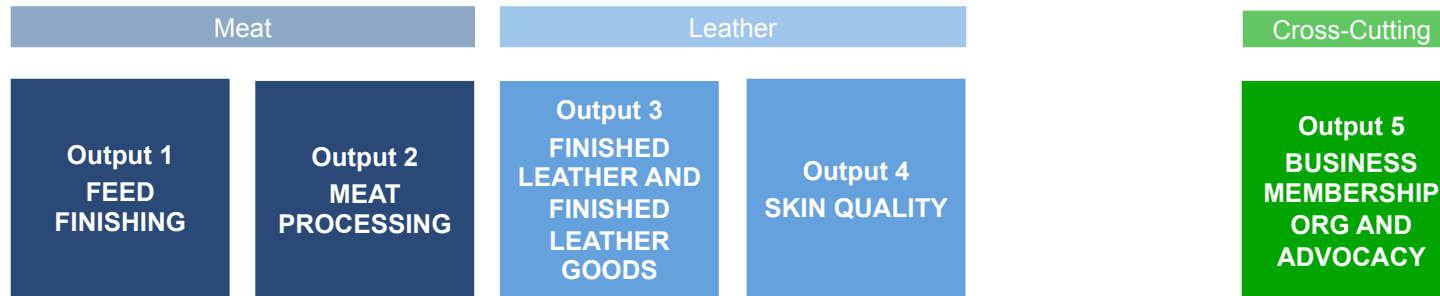 Meat
Leather
Cross-Cutting
Output 1
FEED
FINISHING
Output 2
MEAT
PROCESSING
Output 3
FINISHED
LEATHER AND
FINISHED
LEATHER
GOODS
Output 4
SKIN QUALITY
Output 5
BUSINESS
MEMBERSHIP
ORG AND
ADVOCACY